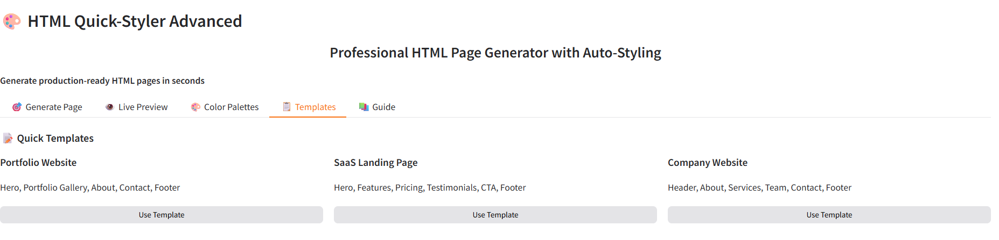 HTML Quick-Styler Advanced
Professional HTML Page Generator with Auto-Styling
Generate production-ready HTML pages in seconds
Generate Page Live Preview Color Palettes Templates Guide
Quick Templates
Portfolio Website
Hero, Portfolio Gallery, About, Contact, Footer
Use Template
SaaS Landing Page
Hero, Features, Pricing, Testimonials, CTA, Footer
Use Template
Company Website
Header, About, Services, Team, Contact, Footer
Use Template